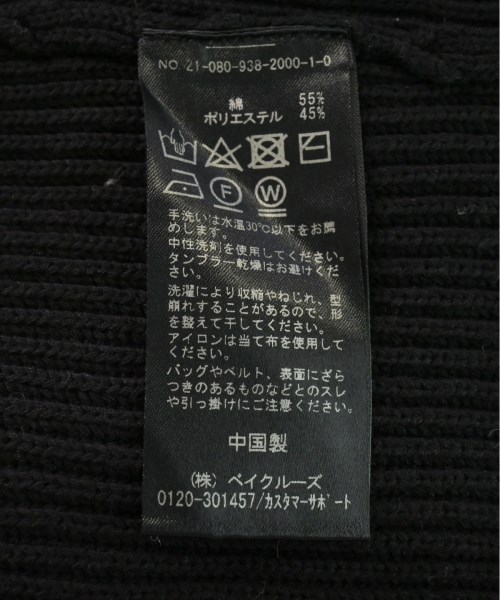 NO.21-080-938-2000-1-0
綿 55%
ポリエステル 45%
F W
手洗いは水温30℃以下をお薦
めします。
中性洗剤を使用してください。
タンブラー乾燥はお避けくだ
さい。
洗濯により収縮やねじれ、型
崩れすることがあるので、形
を整えて干してください。
アイロンは当て布を使用して
ください。
バッグやベルト、表面にざら
つきのあるものなどとのスレ
や引っ掛けにご注意ください。
中国製
(株) ベイクルーズ
0120-301457/カスタマーサポート